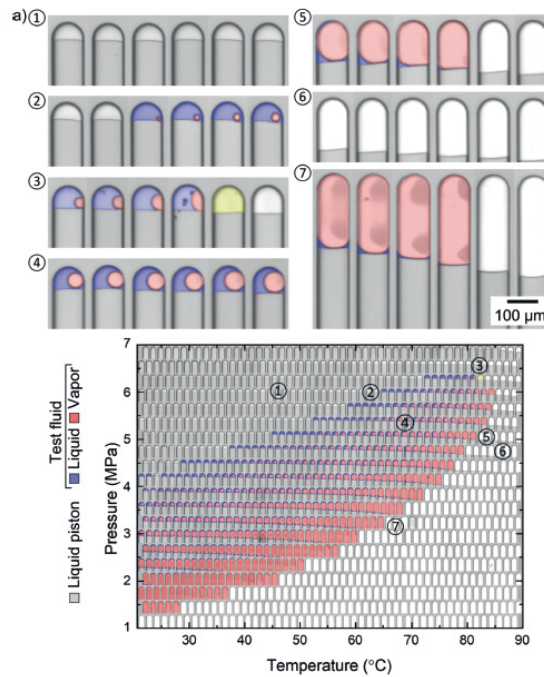 a) ①
②
③
④
⑤
⑥
⑦
100 μm
Test fluid
Liquid Vapor
Liquid piston
Pressure (MPa)
7
6
5
4
3
2
1
① ② ③
④
⑤
⑥
⑦
30 40 50 60 70 80 90
Temperature (°C)